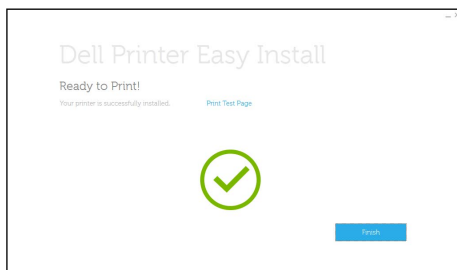 Dell Printer Easy Install
Ready to Print!
Your printer is successfully installed. Print Test Page
Finish